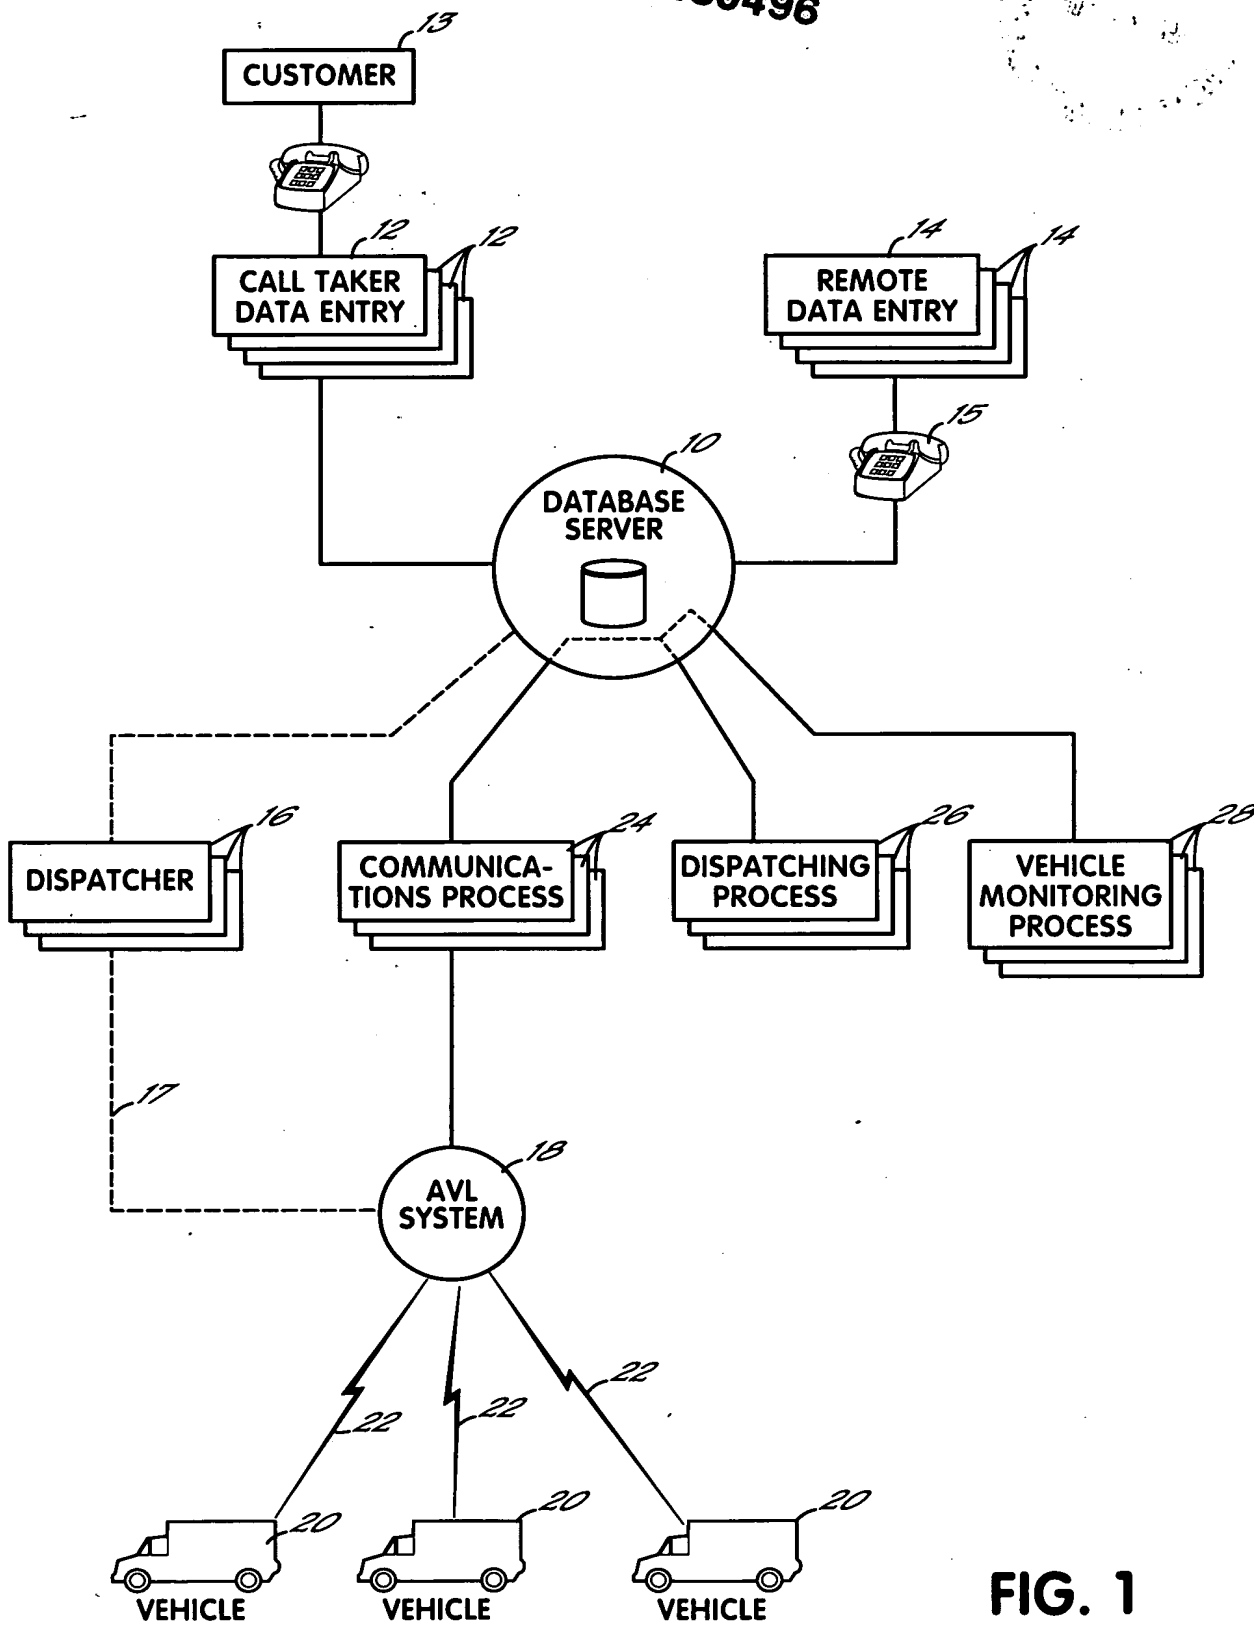 13
CUSTOMER
12
12
14
14
CALL TAKER
DATA ENTRY
REMOTE
DATA ENTRY
15
10
DATABASE
SERVER
16
24
26
28
DISPATCHER
COMMUNICA-
TIONS PROCESS
DISPATCHING
PROCESS
VEHICLE
MONITORING
PROCESS
17
18
AVL
SYSTEM
22
22
22
20
20
20
VEHICLE
VEHICLE
VEHICLE
FIG. 1